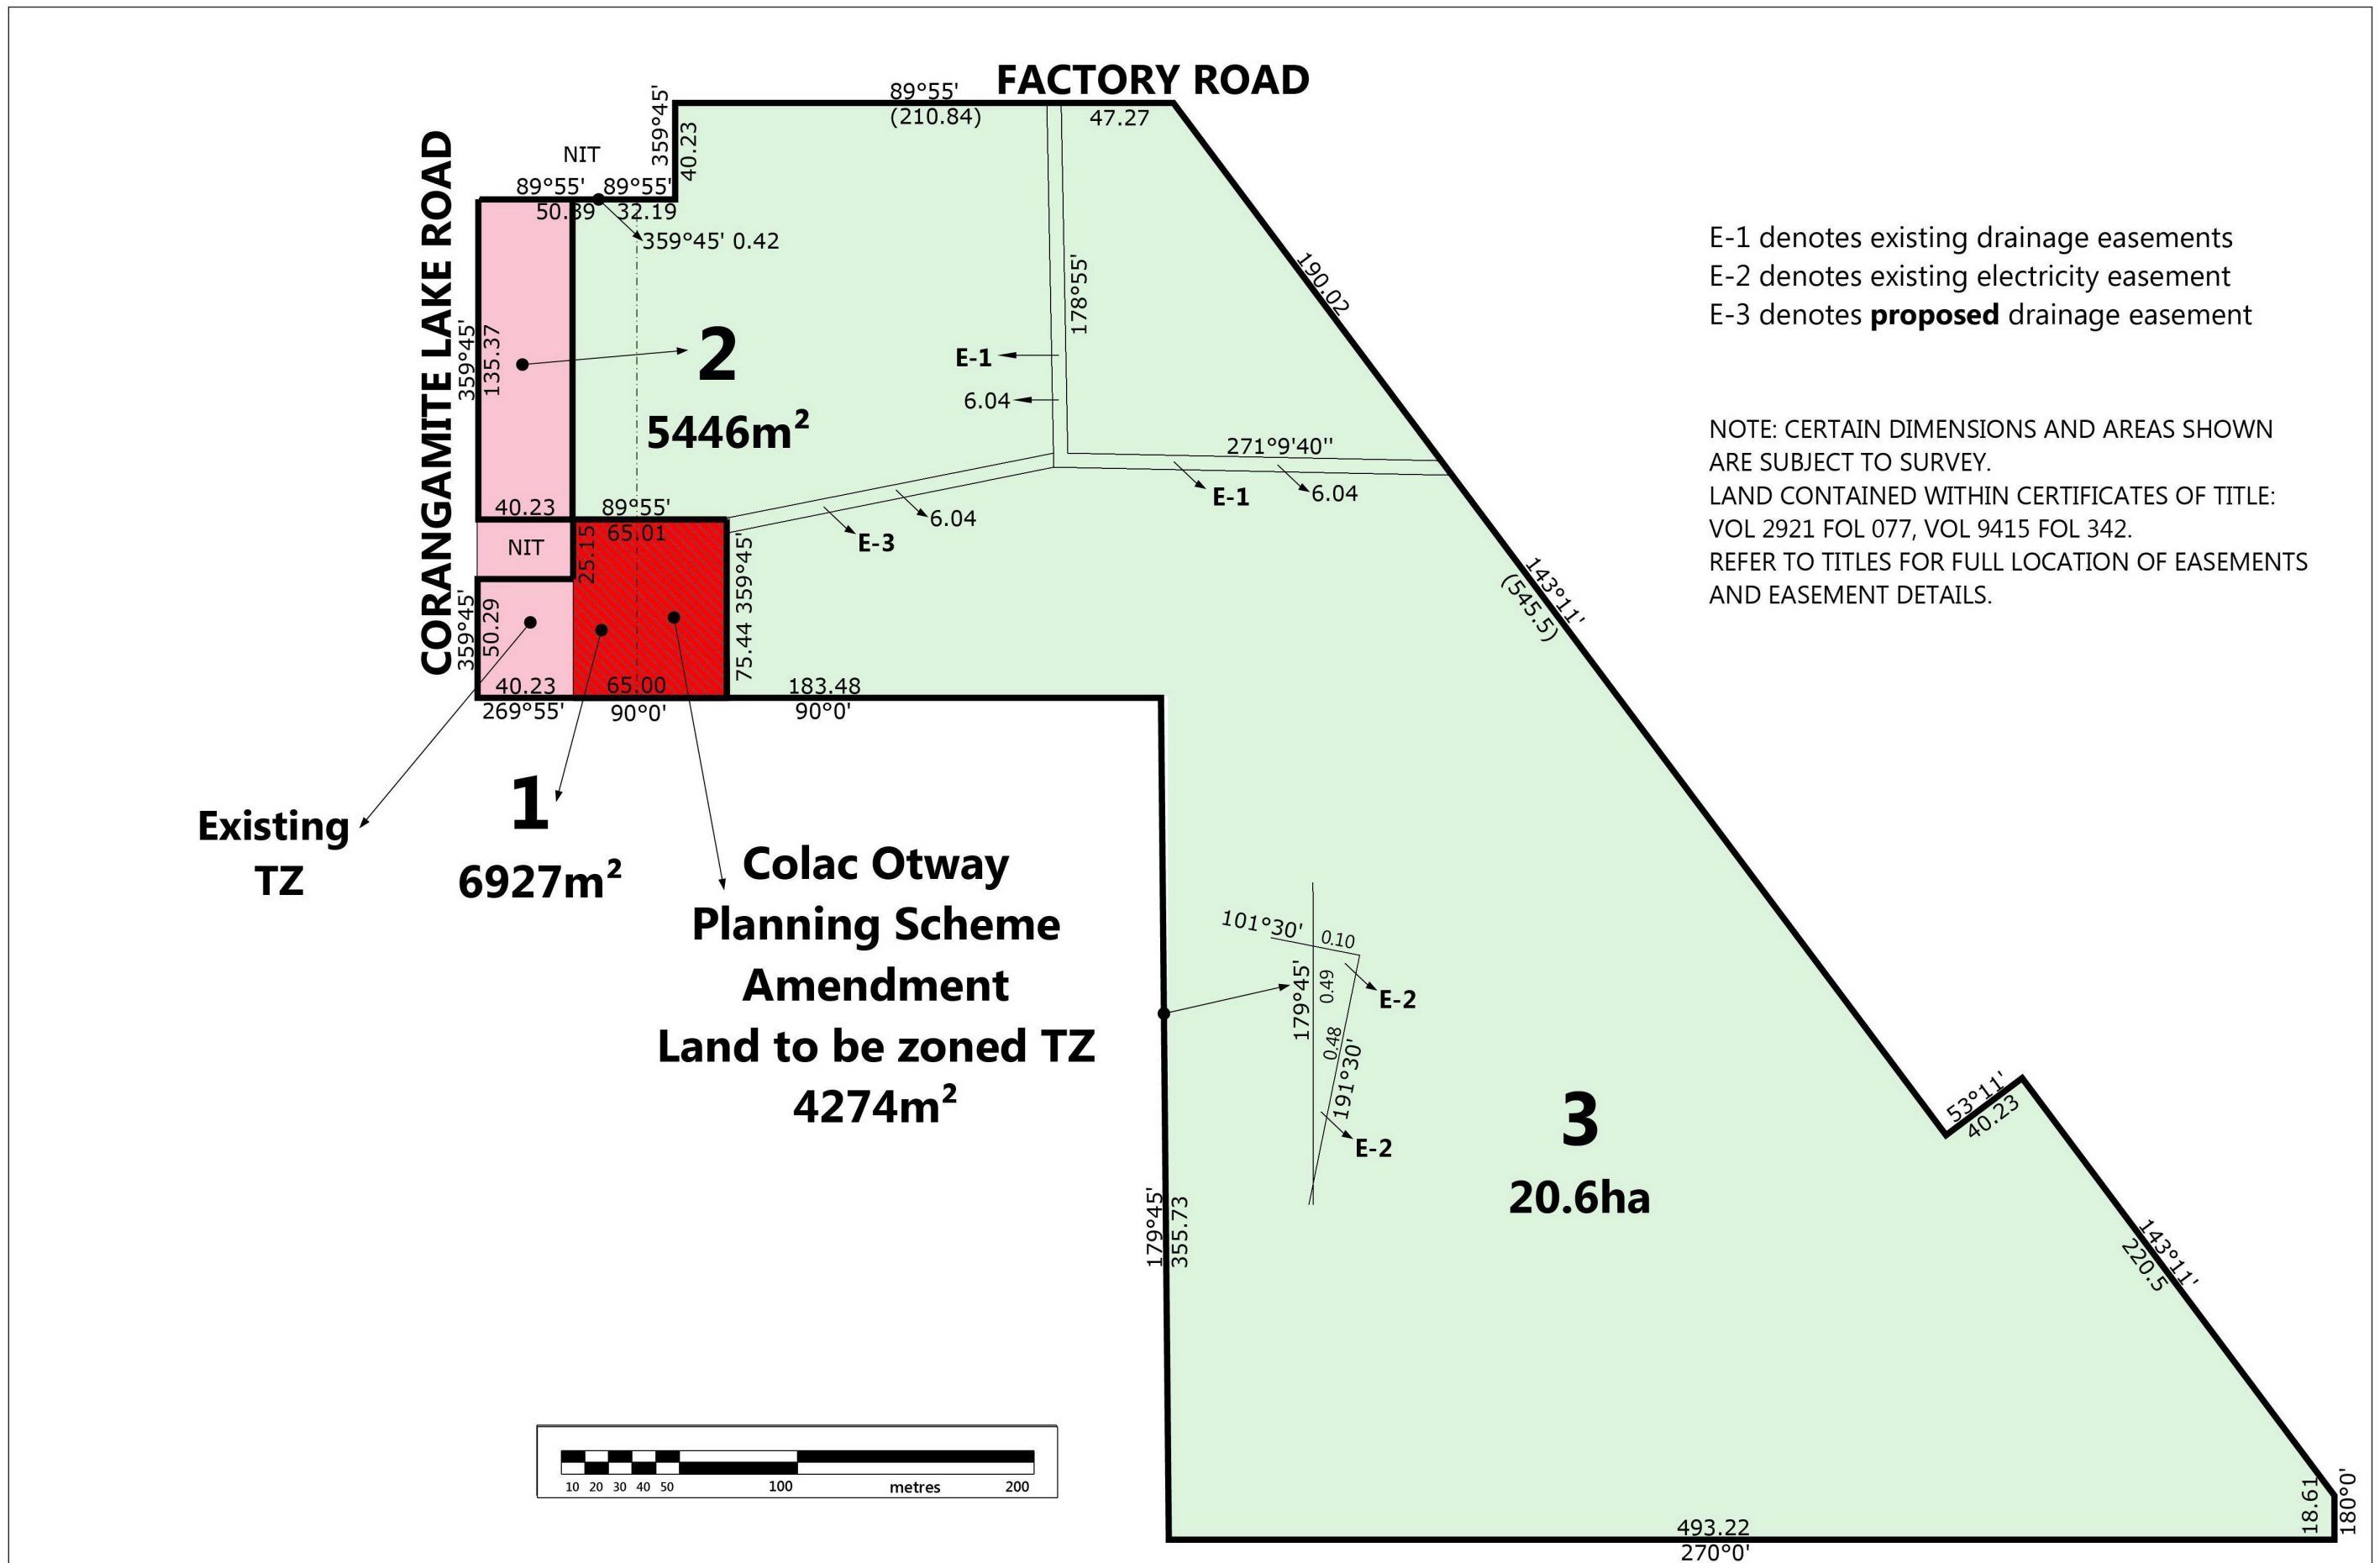 FACTORY ROAD
89°55'
(210.84)
47.27
359°45'
40.23
NIT
89°55'
89°55'
50.39
32.19
359°45' 0.42
CORANGAMITE LAKE ROAD
359°45'
135.37
2
5446m²
178°55'
E-1
6.04
190.02
271°9'40''
E-1
6.04
6.04
E-3
40.23
89°55'
65.01
NIT
25.15
75.44 359°45'
359°45'
50.29
40.23
269°55'
65.00
90°0'
183.48
90°0'
143°11'
(545.5)
E-1 denotes existing drainage easements
E-2 denotes existing electricity easement
E-3 denotes proposed drainage easement
NOTE: CERTAIN DIMENSIONS AND AREAS SHOWN
ARE SUBJECT TO SURVEY.
LAND CONTAINED WITHIN CERTIFICATES OF TITLE:
VOL 2921 FOL 077, VOL 9415 FOL 342.
REFER TO TITLES FOR FULL LOCATION OF EASEMENTS
AND EASEMENT DETAILS.
Existing
TZ
1
6927m²
Colac Otway
Planning Scheme
Amendment
Land to be zoned TZ
4274m²
101°30'
0.10
179°45'
0.49
E-2
0.48
191°30'
E-2
179°45'
355.73
3
20.6ha
53°11'
40.23
143°11'
220.5
18.61
180°0'
493.22
270°0'
10 20 30 40 50 100 metres 200